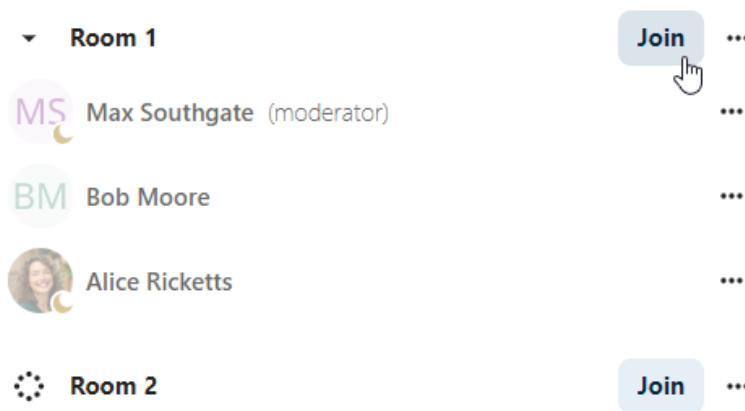 Room 1 Join
MS Max Southgate (moderator)
BM Bob Moore
Alice Ricketts
Room 2 Join